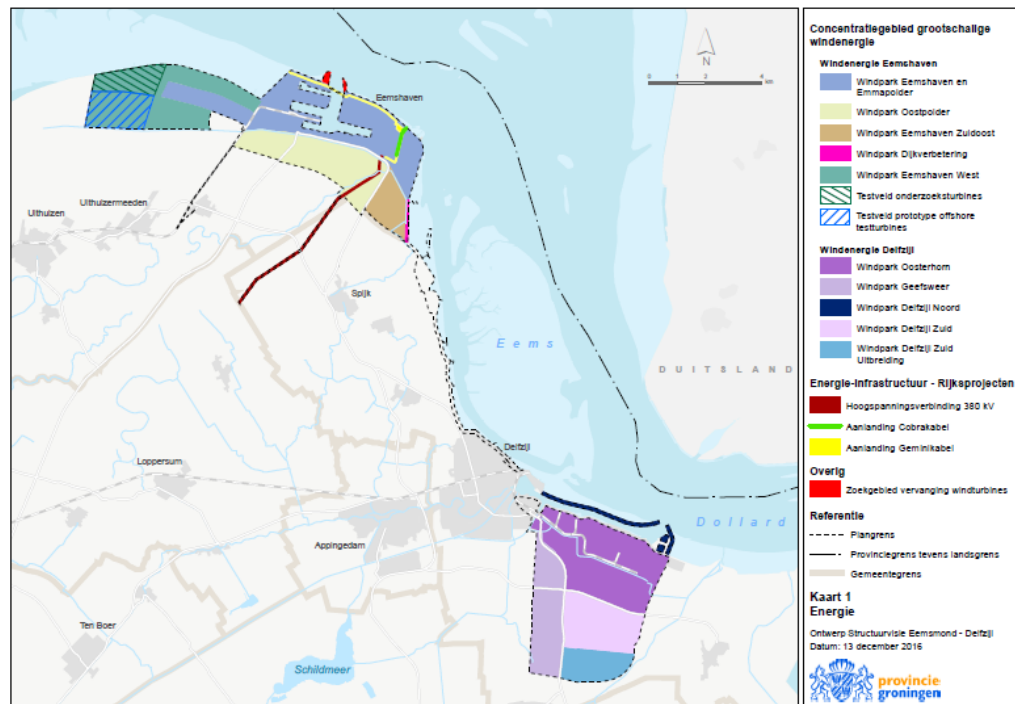 Eemshaven
Uithuizermeeden
Uithuizen
Spijk
Eems
DUITSLAND
Delfzijl
Loppersum
Dollard
Appingedam
Ten Boer
Schildmeer
N
0 1 2 4
km
Concentratiegebied grootschalige
windenergie
Windenergie Eemshaven
Windpark Eemshaven en
Emmapolder
Windpark Oostpolder
Windpark Eemshaven Zuidoost
Windpark Dijkverbetering
Windpark Eemshaven West
Testveld onderzoeksturbines
Testveld prototype offshore
testturbines
Windenergie Delfzijl
Windpark Oosterhorn
Windpark Geefsweer
Windpark Delfzijl Noord
Windpark Delfzijl Zuid
Windpark Delfzijl Zuid
Uitbreiding
Energie-infrastructuur - Rijksprojecten
Hoogspanningsverbinding 380 kV
Aanlanding Cobrakabel
Aanlanding Geminikabel
Overig
Zoekgebied vervanging windturbines
Referentie
Plangrens
Provinciegrens tevens landsgrens
Gemeentegrens
Kaart 1
Energie
Ontwerp Structuurvisie Eemsmond - Delfzijl
Datum: 13 december 2016
provincie
groningen